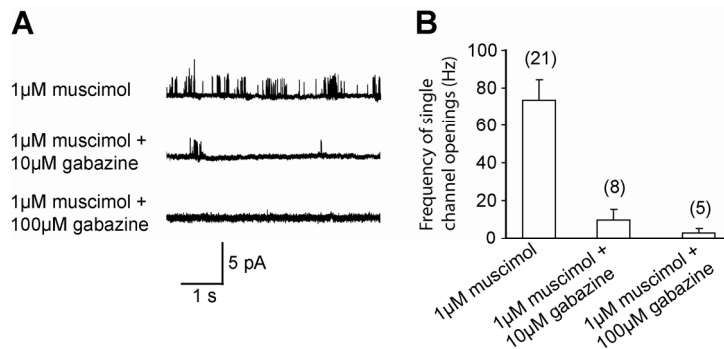 A
1µM muscimol
1µM muscimol +
10µM gabazine
1µM muscimol +
100µM gabazine
5 pA
1 s
B
Frequency of single
channel openings (Hz)
100
80
60
40
20
0
(21)
(8)
(5)
1µM muscimol
1µM muscimol +
10µM gabazine
1µM muscimol +
100µM gabazine